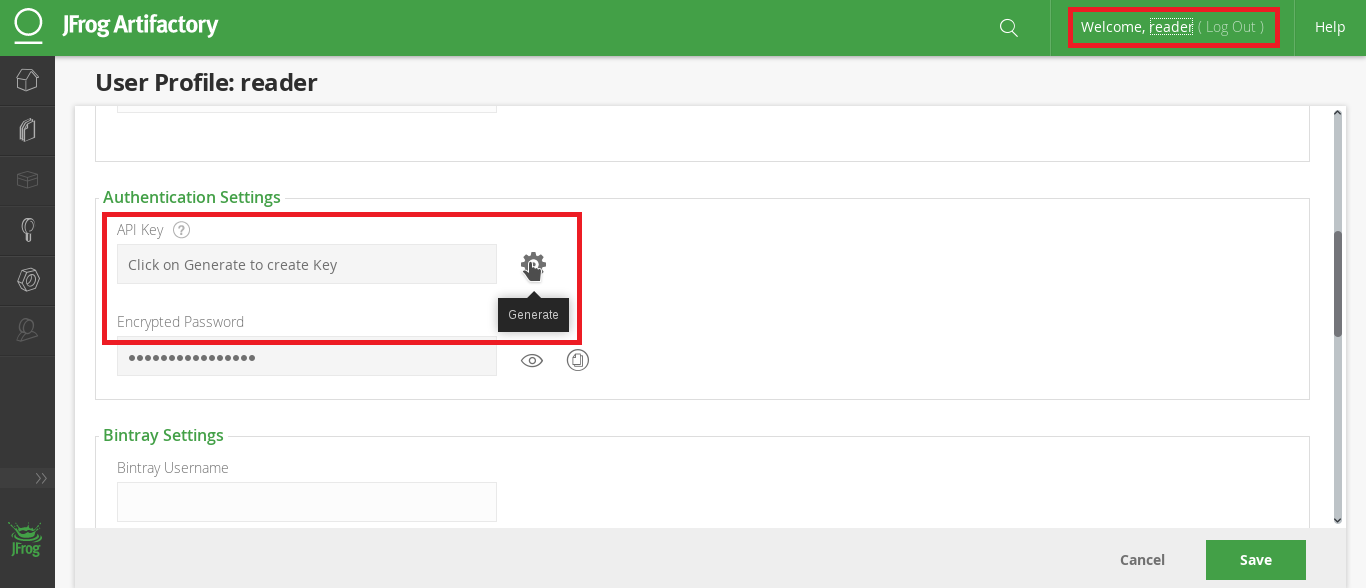 JFrog Artifactory
Welcome, reader ( Log Out )
Help
User Profile: reader
Authentication Settings
API Key ?
Click on Generate to create Key
Generate
Encrypted Password
••••••••••••••••
Bintray Settings
Bintray Username
JFrog
Cancel
Save